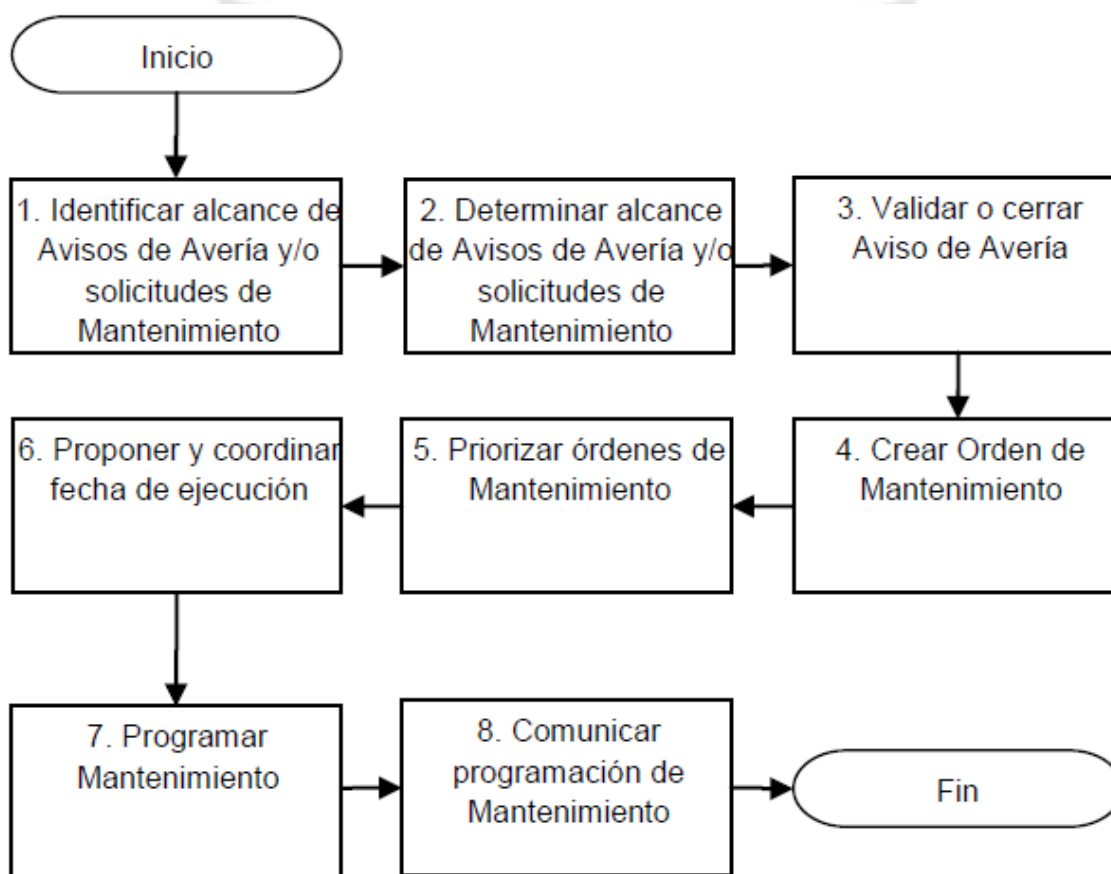 Inicio
1. Identificar alcance de
Avisos de Avería y/o
solicitudes de
Mantenimiento
2. Determinar alcance
de Avisos de Avería y/o
solicitudes de
Mantenimiento
3. Validar o cerrar
Aviso de Avería
4. Crear Orden de
Mantenimiento
5. Priorizar órdenes de
Mantenimiento
6. Proponer y coordinar
fecha de ejecución
7. Programar
Mantenimiento
8. Comunicar
programación de
Mantenimiento
Fin